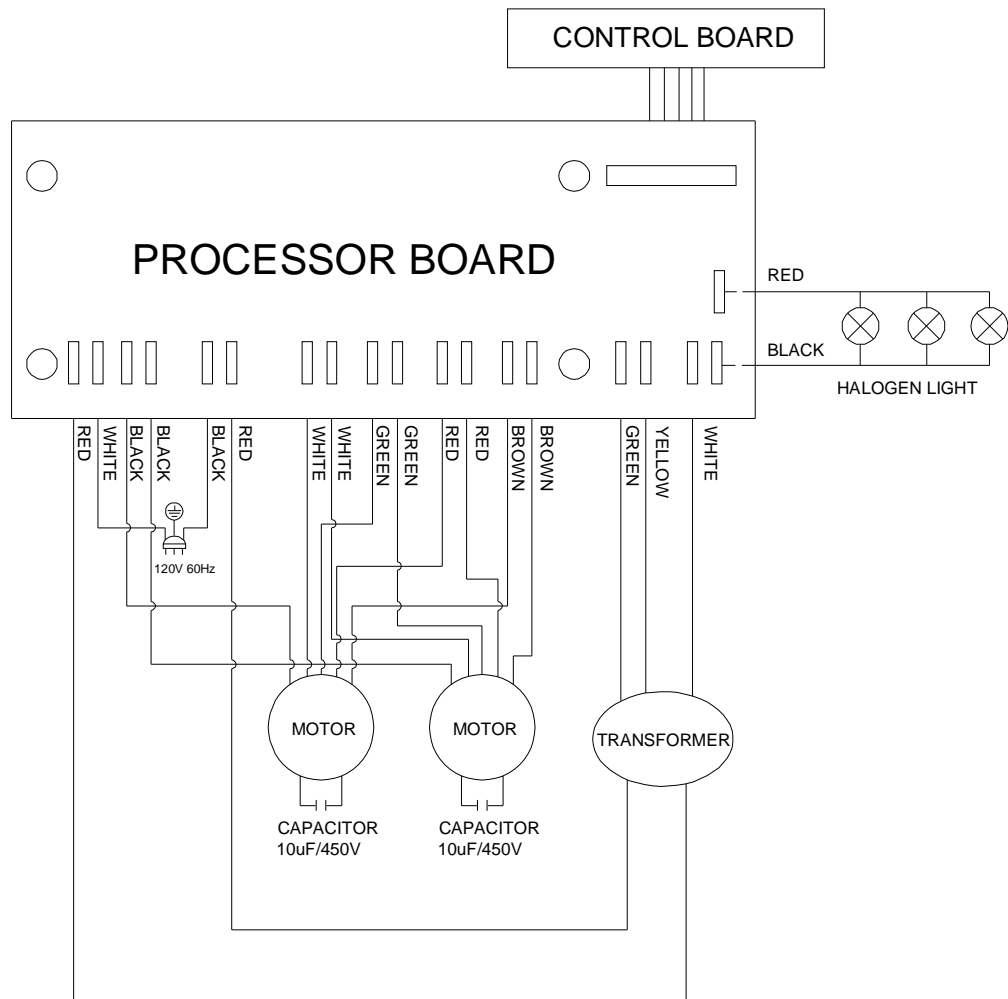 CONTROL BOARD
PROCESSOR BOARD
RED
BLACK
HALOGEN LIGHT
RED
WHITE
BLACK
BLACK
BLACK
RED
WHITE
WHITE
GREEN
GREEN
RED
RED
BROWN
BROWN
GREEN
YELLOW
WHITE
120V 60Hz
MOTOR
MOTOR
TRANSFORMER
CAPACITOR
10uF/450V
CAPACITOR
10uF/450V